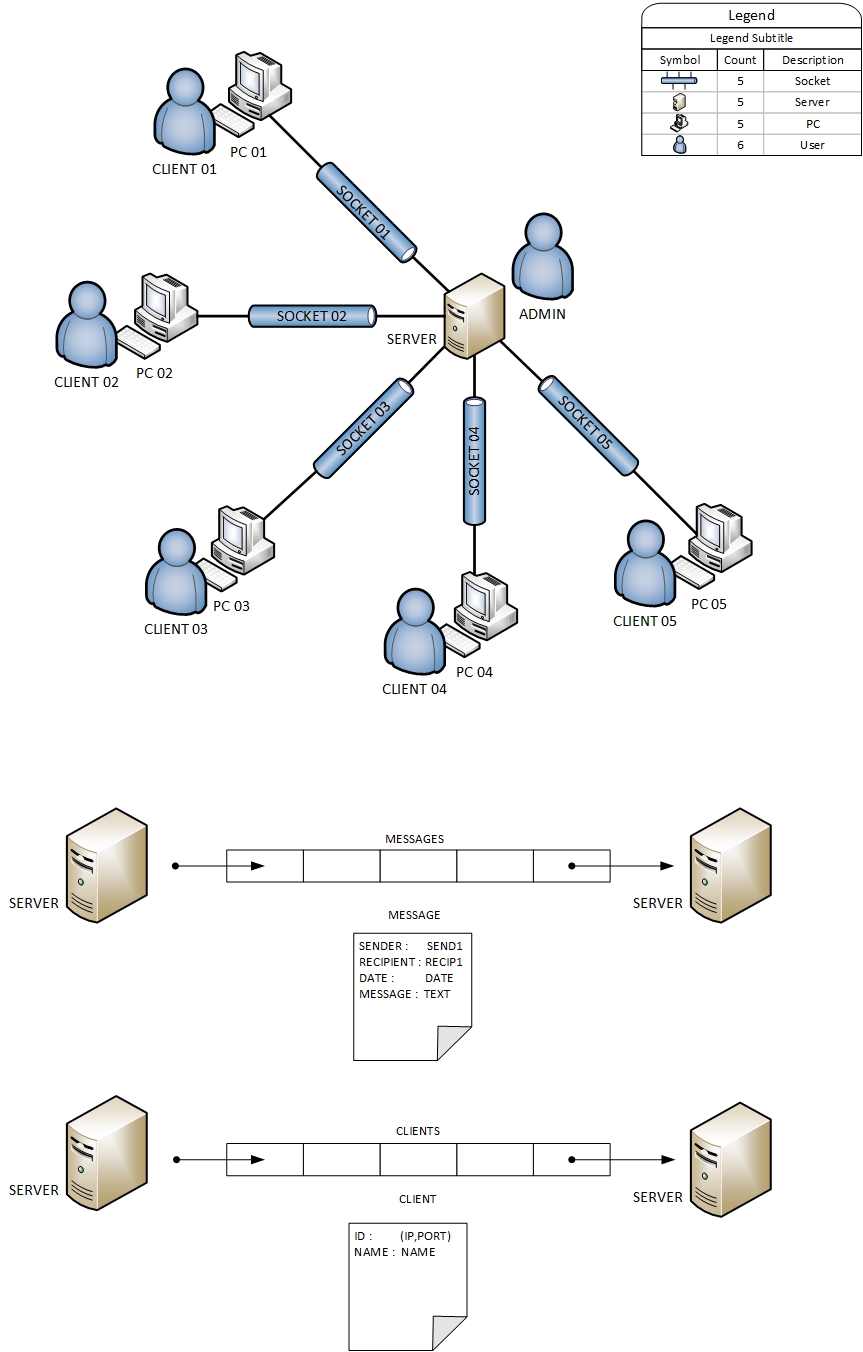 Legend
Legend Subtitle
Symbol Count Description
5 Socket
5 Server
5 PC
6 User
PC 01
CLIENT 01
SOCKET 01
ADMIN
SOCKET 02
SERVER
PC 02
CLIENT 02
SOCKET 03
SOCKET 04
SOCKET 05
PC 03
CLIENT 03
PC 05
CLIENT 05
PC 04
CLIENT 04
MESSAGES
SERVER
SERVER
MESSAGE
SENDER : SEND1
RECIPIENT : RECIP1
DATE : DATE
MESSAGE : TEXT
CLIENTS
SERVER
SERVER
CLIENT
ID : (IP,PORT)
NAME : NAME